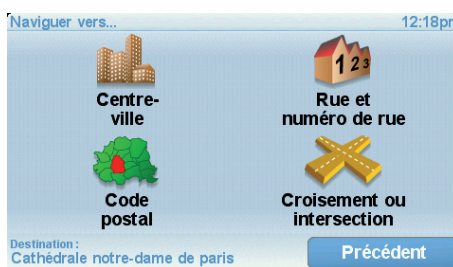 Naviguer vers...
12:18pm
1 2 3
Centre-
ville
Rue et
numéro de rue
Code
postal
Croisement ou
intersection
Destination :
Cathédrale notre-dame de paris
Précédent